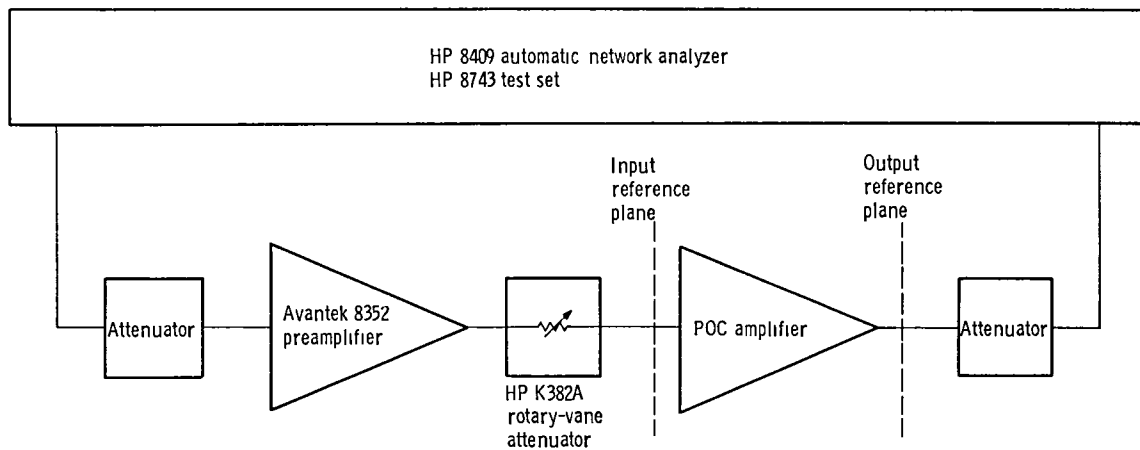 HP 8409 automatic network analyzer
HP 8743 test set
Input
reference
plane
Output
reference
plane
Attenuator
Avantek 8352
preamplifier
HP K382A
rotary-vane
attenuator
POC amplifier
Attenuator